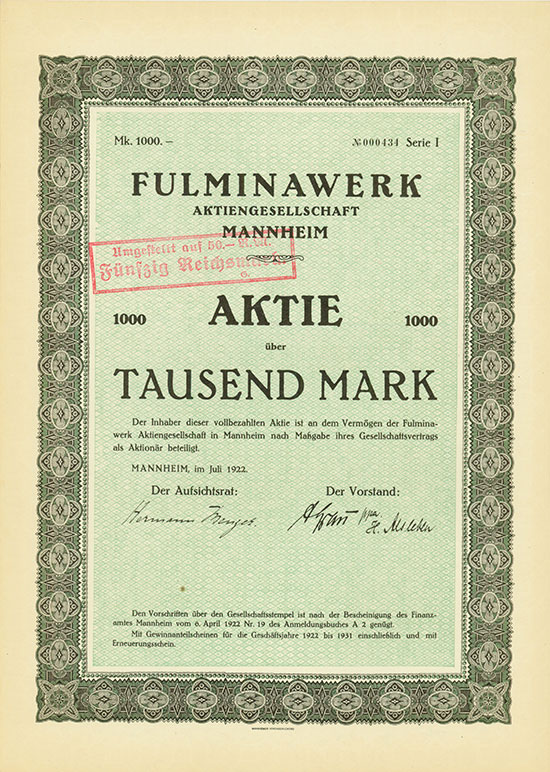 Mk. 1000.— №000434 Serie I
FULMINAWERK
AKTIENGESELLSCHAFT
MANNHEIM
Umgestellt auf 50.— R.M.
Fünfzig Reichsmark
1000 AKTIE 1000
über
TAUSEND MARK
Der Inhaber dieser vollbezahlten Aktie ist an dem Vermögen der Fulmina-
werk Aktiengesellschaft in Mannheim nach Maßgabe ihres Gesellschaftsvertrags
als Aktionär beteiligt.
MANNHEIM, im Juli 1922.
Der Aufsichtsrat: Der Vorstand:
Hermann
ppa.
Den Vorschriften über den Gesellschaftsstempel ist nach der Bescheinigung des Finanz-
amtes Mannheim vom 6. April 1922 Nr. 19 des Anmeldungsbuches A 2 genügt.
Mit Gewinnanteilscheinen für die Geschäftsjahre 1922 bis 1931 einschließlich und mit
Erneuerungsschein.